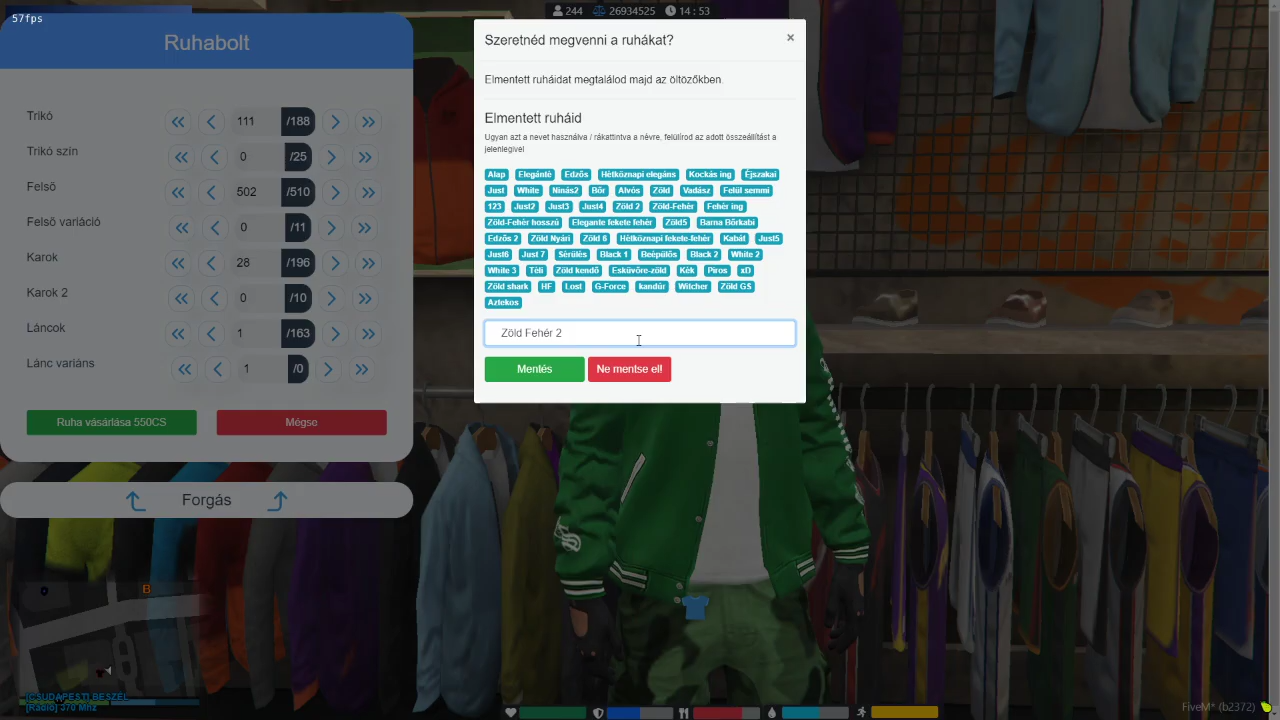 57fps
244 26934525 14 : 53
Ruhabolt
Trikó 111 /188
Trikó szín 0 /25
Felső 502 /510
Felső variáció 0 /11
Karok 28 /196
Karok 2 0 /10
Láncok 1 /163
Lánc variáns 1 /0
Ruha vásárlása 550CS Mégse
Forgás
Szeretnéd megvenni a ruhákat? ×
Elmentett ruháidat megtalálod majd az öltözőkben.
Elmentett ruháid
Ugyan azt a nevet használva / rákattintva a névre, felülírod az adott összeállítást a
jelenlegivel
Alap Elegánté Edzős Hétköznapi elegáns Kockás ing Éjszakai
Just White Ninás2 Bőr Alvós Zöld Vadász Felül semmi
123 Just2 Just3 Just4 Zöld 2 Zöld-Fehér Fehér ing
Zöld-Fehér hosszú Elegante fekete fehér Zöld5 Barna Bőrkabi
Edzős 2 Zöld Nyári Zöld 6 Hétköznapi fekete-fehér Kabát Just5
Just6 Just 7 Sérülés Black 1 Beépülős Black 2 White 2
White 3 Téli Zöld kendő Esküvőre-zöld Kék Piros xD
Zöld shark HF Lost G-Force kandúr Witcher Zöld GS
Aztekos
Zöld Fehér 2
Mentés Ne mentse el!
B
[CSUDAPEST] BESZÉL
[Rádió] 370 Mhz
FiveM* (b2372)